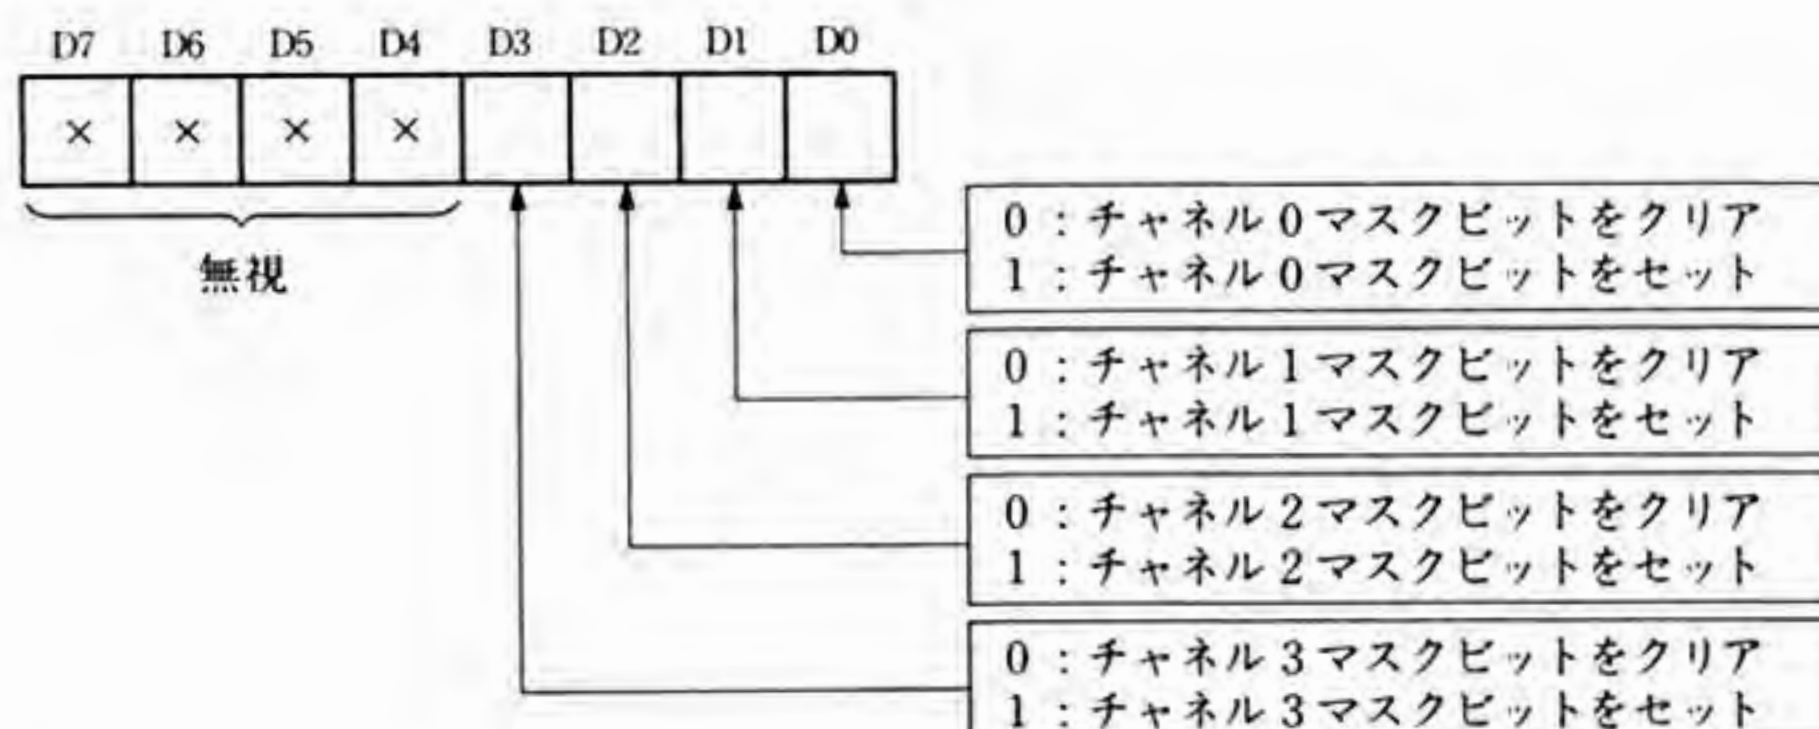 D7 D6 D5 D4 D3 D2 D1 D0
× × × ×
無視
0：チャネル0マスクビットをクリア
1：チャネル0マスクビットをセット
0：チャネル1マスクビットをクリア
1：チャネル1マスクビットをセット
0：チャネル2マスクビットをクリア
1：チャネル2マスクビットをセット
0：チャネル3マスクビットをクリア
1：チャネル3マスクビットをセット